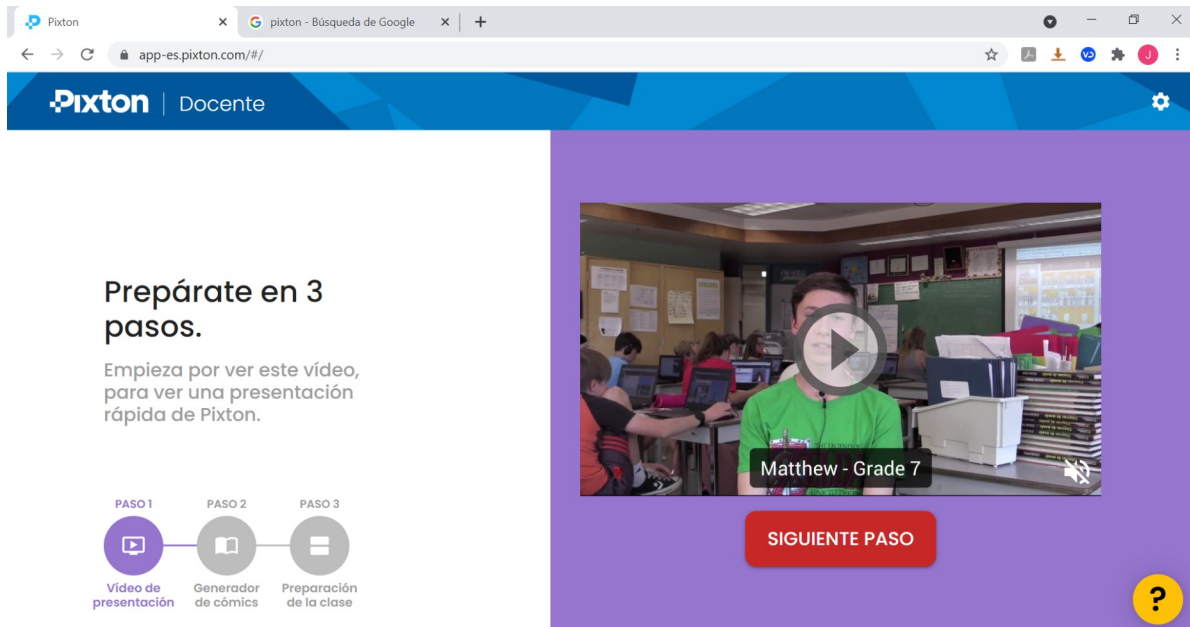 Pixton
pixton - Búsqueda de Google
app-es.pixton.com/#/
J
Pixton | Docente
Prepárate en 3
pasos.
Empieza por ver este vídeo,
para ver una presentación
rápida de Pixton.
PASO 1
PASO 2
PASO 3
Vídeo de
presentación
Generador
de cómics
Preparación
de la clase
Matthew - Grade 7
SIGUIENTE PASO
?